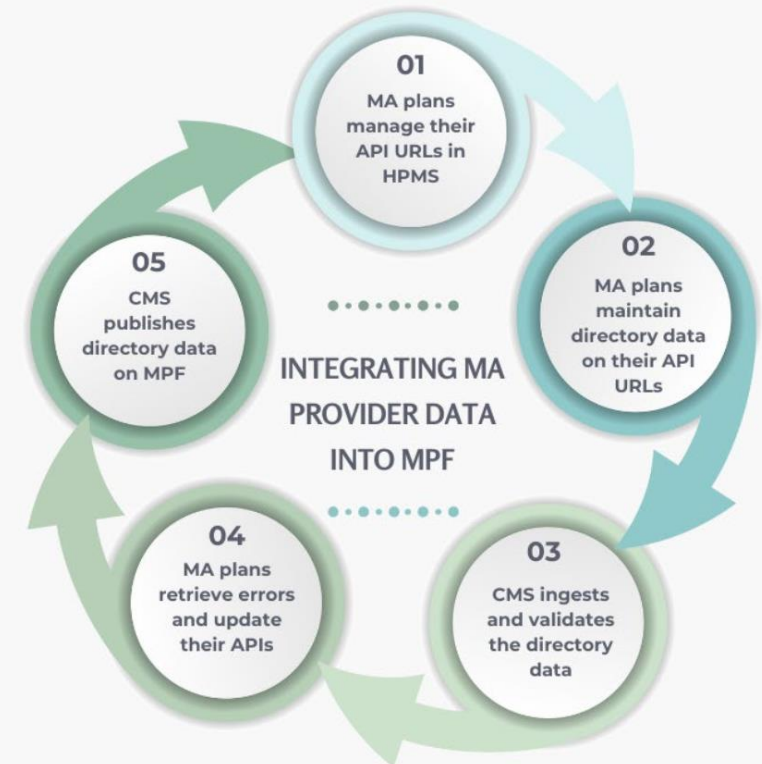 01
MA plans
manage their
API URLs in
HPMS
02
MA plans
maintain
directory data
on their API
URLs
03
CMS ingests
and validates
the directory
data
04
MA plans
retrieve errors
and update
their APIs
05
CMS
publishes
directory data
on MPF
INTEGRATING MA
PROVIDER DATA
INTO MPF